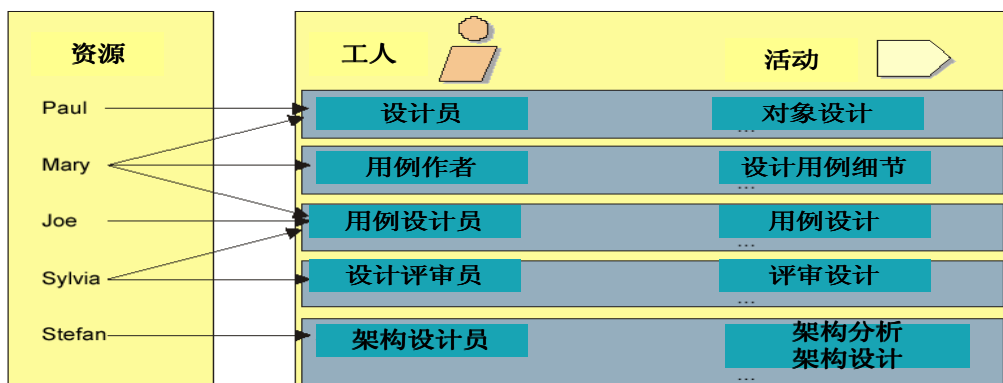 资源
工人
活动
Paul
设计员
对象设计
...
Mary
用例作者
设计用例细节
...
Joe
用例设计员
用例设计
...
Sylvia
设计评审员
评审设计
...
Stefan
架构设计员
架构分析
架构设计
...